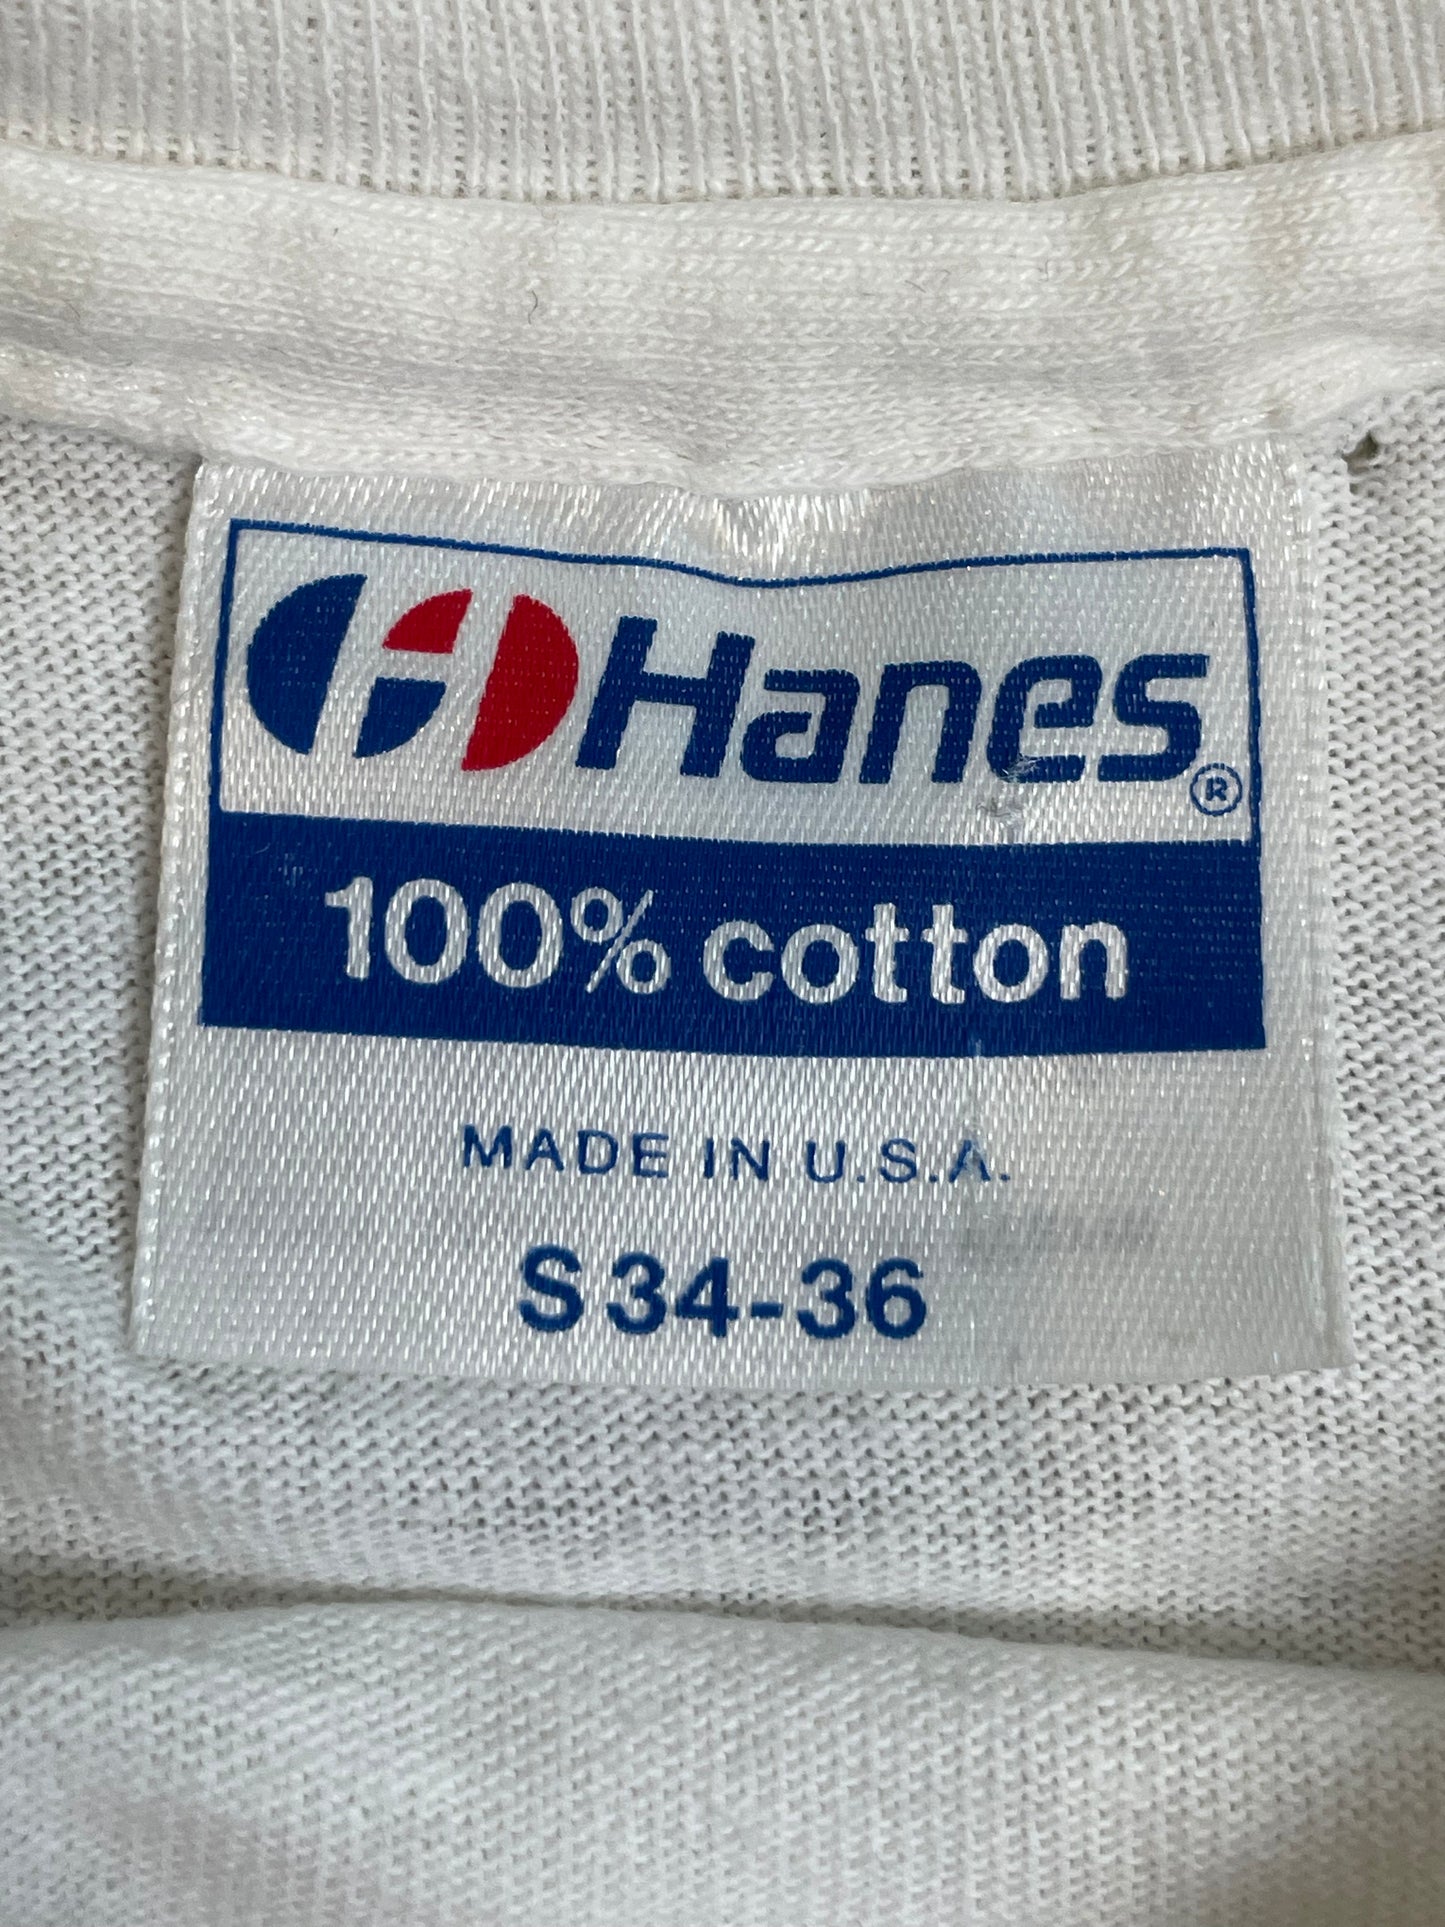 Hanes®
100% cotton
MADE IN U.S.A.
S 34-36